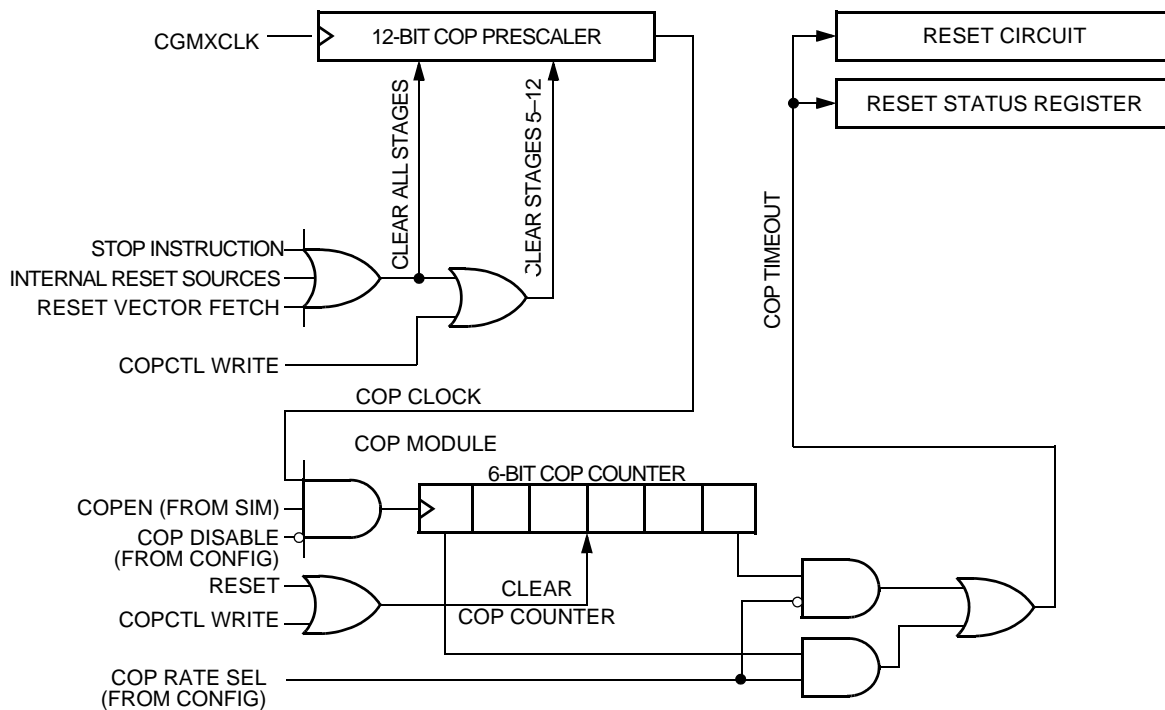 CGMXCLK
12-BIT COP PRESCALER
RESET CIRCUIT
RESET STATUS REGISTER
CLEAR ALL STAGES
CLEAR STAGES 5–12
COP TIMEOUT
STOP INSTRUCTION
INTERNAL RESET SOURCES
RESET VECTOR FETCH
COPCTL WRITE
COP CLOCK
COP MODULE
6-BIT COP COUNTER
COPEN (FROM SIM)
COP DISABLE
(FROM CONFIG)
RESET
COPCTL WRITE
CLEAR
COP COUNTER
COP RATE SEL
(FROM CONFIG)